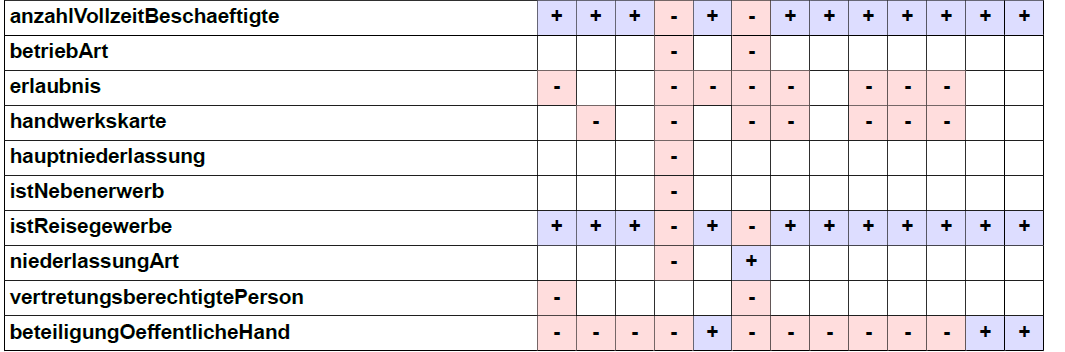 anzahlVollzeitBeschaeftigte + + + - + - + + + + + + +
betriebArt - -
erlaubnis - - - - - - - -
handwerkskarte - - - - - - -
hauptniederlassung -
istNebenerwerb -
istReisegewerbe + + + - + - + + + + + + +
niederlassungArt - +
vertretungsberechtigtePerson - -
beteiligungOeffentlicheHand - - - - + - - - - - - + +